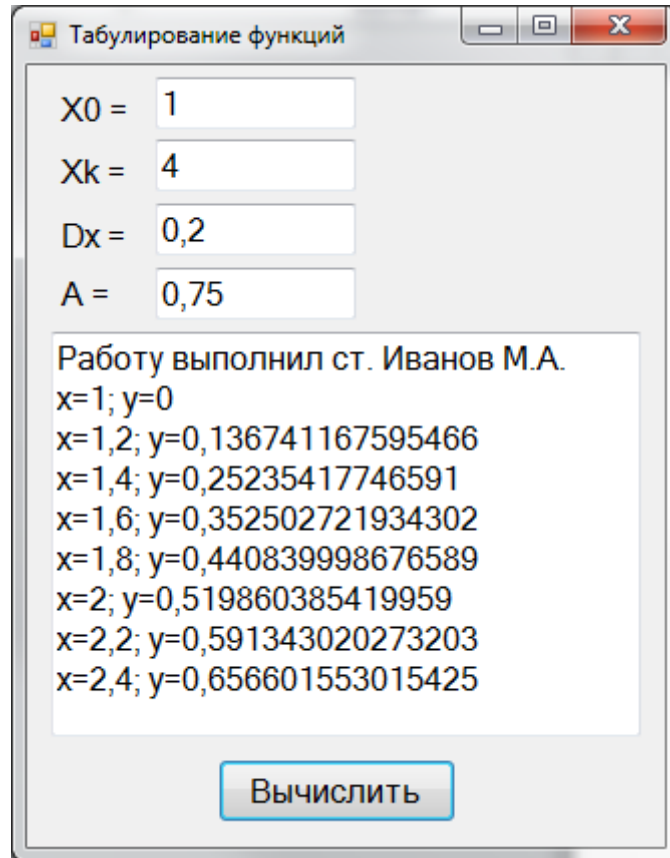 Табулирование функций
X0 = 1
Xk = 4
Dx = 0,2
A = 0,75
Работу выполнил ст. Иванов М.А.
x=1; y=0
x=1,2; y=0,136741167595466
x=1,4; y=0,25235417746591
x=1,6; y=0,352502721934302
x=1,8; y=0,440839998676589
x=2; y=0,519860385419959
x=2,2; y=0,591343020273203
x=2,4; y=0,656601553015425
Вычислить